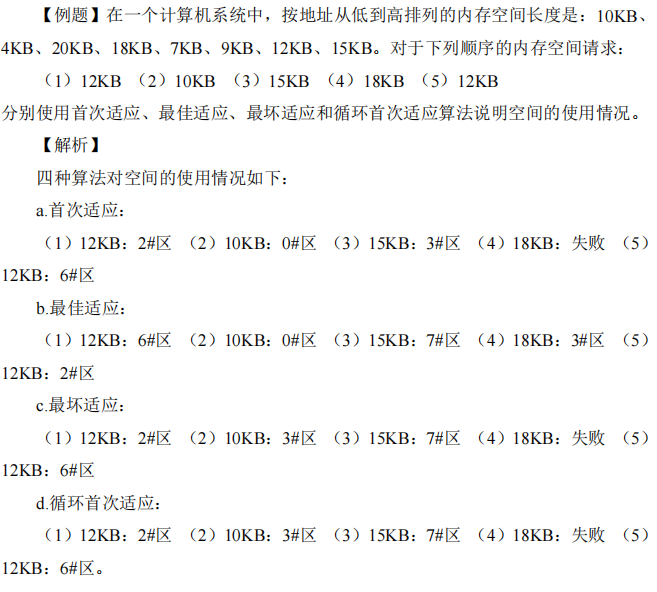 【例题】在一个计算机系统中，按地址从低到高排列的内存空间长度是：10KB、
4KB、20KB、18KB、7KB、9KB、12KB、15KB。对于下列顺序的内存空间请求：
（1）12KB （2）10KB （3）15KB （4）18KB （5）12KB
分别使用首次适应、最佳适应、最坏适应和循环首次适应算法说明空间的使用情况。
【解析】
四种算法对空间的使用情况如下：
a.首次适应：
（1）12KB：2#区 （2）10KB：0#区 （3）15KB：3#区 （4）18KB：失败 （5）
12KB：6#区
b.最佳适应：
（1）12KB：6#区 （2）10KB：0#区 （3）15KB：7#区 （4）18KB：3#区 （5）
12KB：2#区
c.最坏适应：
（1）12KB：2#区 （2）10KB：3#区 （3）15KB：7#区 （4）18KB：失败 （5）
12KB：6#区
d.循环首次适应：
（1）12KB：2#区 （2）10KB：3#区 （3）15KB：7#区 （4）18KB：失败 （5）
12KB：6#区。